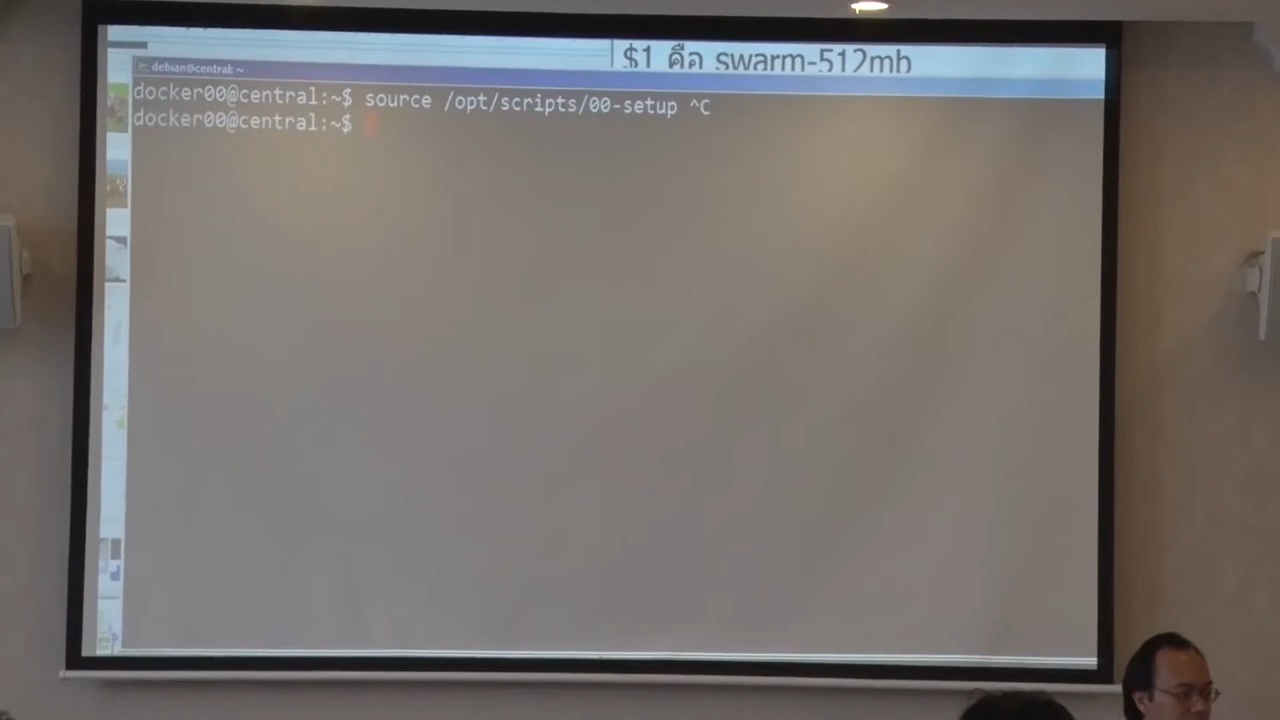 $1 คือ swarm-512mb
debian@central: ~
docker00@central:~$ source /opt/scripts/00-setup ^C
docker00@central:~$